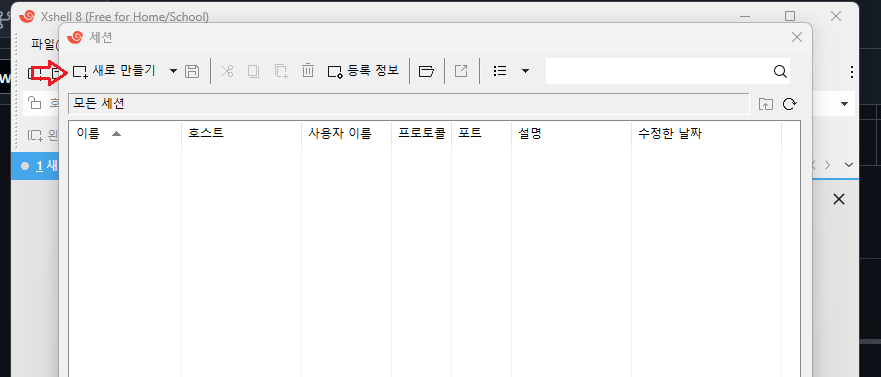 Xshell 8 (Free for Home/School)
세션
파일(
새로 만들기
등록 정보
모든 세션
이름
호스트
사용자 이름
프로토콜
포트
설명
수정한 날짜
1 새